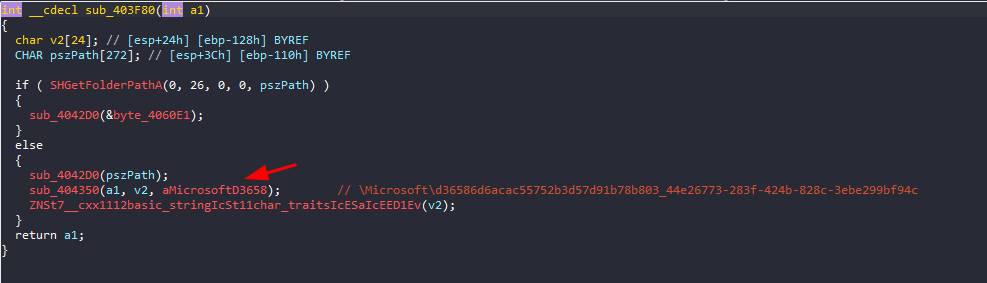 int __cdecl sub_403F80(int a1)
{
  char v2[24]; // [esp+24h] [ebp-128h] BYREF
  CHAR pszPath[272]; // [esp+3Ch] [ebp-110h] BYREF

  if ( SHGetFolderPathA(0, 26, 0, 0, pszPath) )
  {
    sub_4042D0(&byte_4060E1);
  }
  else
  {
    sub_4042D0(pszPath);
    sub_404350(a1, v2, aMicrosoftD3658);       // \Microsoft\d36586d6acac55752b3d57d91b78b803_44e26773-283f-424b-828c-3ebe299bf94c
    ZNSt7__cxx1112basic_stringIcSt11char_traitsIcESaIcEED1Ev(v2);
  }
  return a1;
}